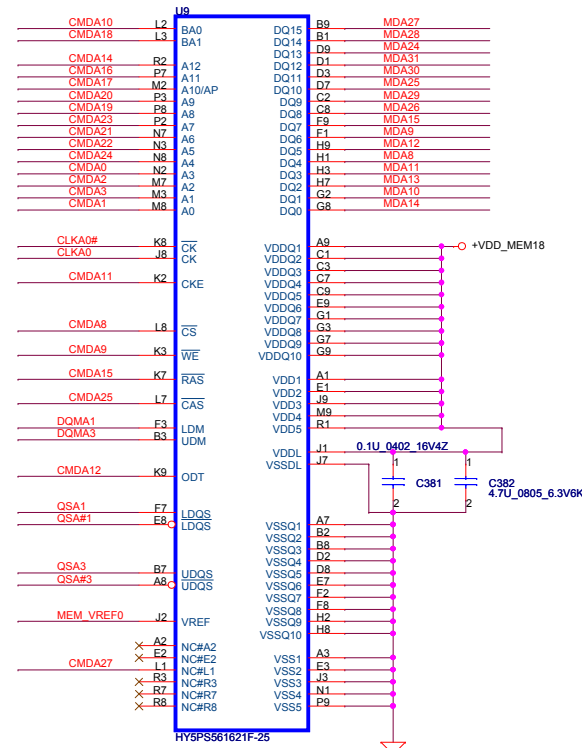 U9
CMDA10 L2 BA0 DQ15 B9 MDA27
CMDA18 L3 BA1 DQ14 B1 MDA28
DQ13 D9 MDA24
CMDA14 R2 A12 DQ12 D1 MDA31
CMDA16 P7 A11 DQ11 D3 MDA30
CMDA17 M2 A10/AP DQ10 D7 MDA25
CMDA20 P3 A9 DQ9 C2 MDA29
CMDA19 P8 A8 DQ8 C8 MDA26
CMDA23 P2 A7 DQ7 F9 MDA15
CMDA21 N7 A6 DQ6 F1 MDA9
CMDA22 N3 A5 DQ5 H9 MDA12
CMDA24 N8 A4 DQ4 H1 MDA8
CMDA0 N2 A3 DQ3 H3 MDA11
CMDA2 M7 A2 DQ2 H7 MDA13
CMDA3 M3 A1 DQ1 G2 MDA10
CMDA1 M8 A0 DQ0 G8 MDA14
CLKA0# K8 CK VDDQ1 A9 +VDD_MEM18
CLKA0 J8 CK VDDQ2 C1
VDDQ3 C3
CMDA11 K2 CKE VDDQ4 C7
VDDQ5 C9
VDDQ6 E9
VDDQ7 G1
CMDA8 L8 CS VDDQ8 G3
VDDQ9 G7
CMDA9 K3 WE VDDQ10 G9
CMDA15 K7 RAS VDD1 A1
VDD2 E1
CMDA25 L7 CAS VDD3 J9
VDD4 M9
DQMA1 F3 LDM VDD5 R1
DQMA3 B3 UDM
VDDL J1 0.1U_0402_16V4Z
VSSDL J7 1 1
CMDA12 K9 ODT
C381 C382
4.7U_0805_6.3V6K
2 2
QSA1 F7 LDQS VSSQ1 A7
QSA#1 E8 LDQS VSSQ2 B2
VSSQ3 B8
VSSQ4 D2
QSA3 B7 UDQS VSSQ5 D8
QSA#3 A8 UDQS VSSQ6 E7
VSSQ7 F2
VSSQ8 F8
MEM_VREF0 J2 VREF VSSQ9 H2
VSSQ10 H8
A2 NC#A2
E2 NC#E2 VSS1 A3
CMDA27 L1 NC#L1 VSS2 E3
R3 NC#R3 VSS3 J3
R7 NC#R7 VSS4 N1
R8 NC#R8 VSS5 P9
HY5PS561621F-25